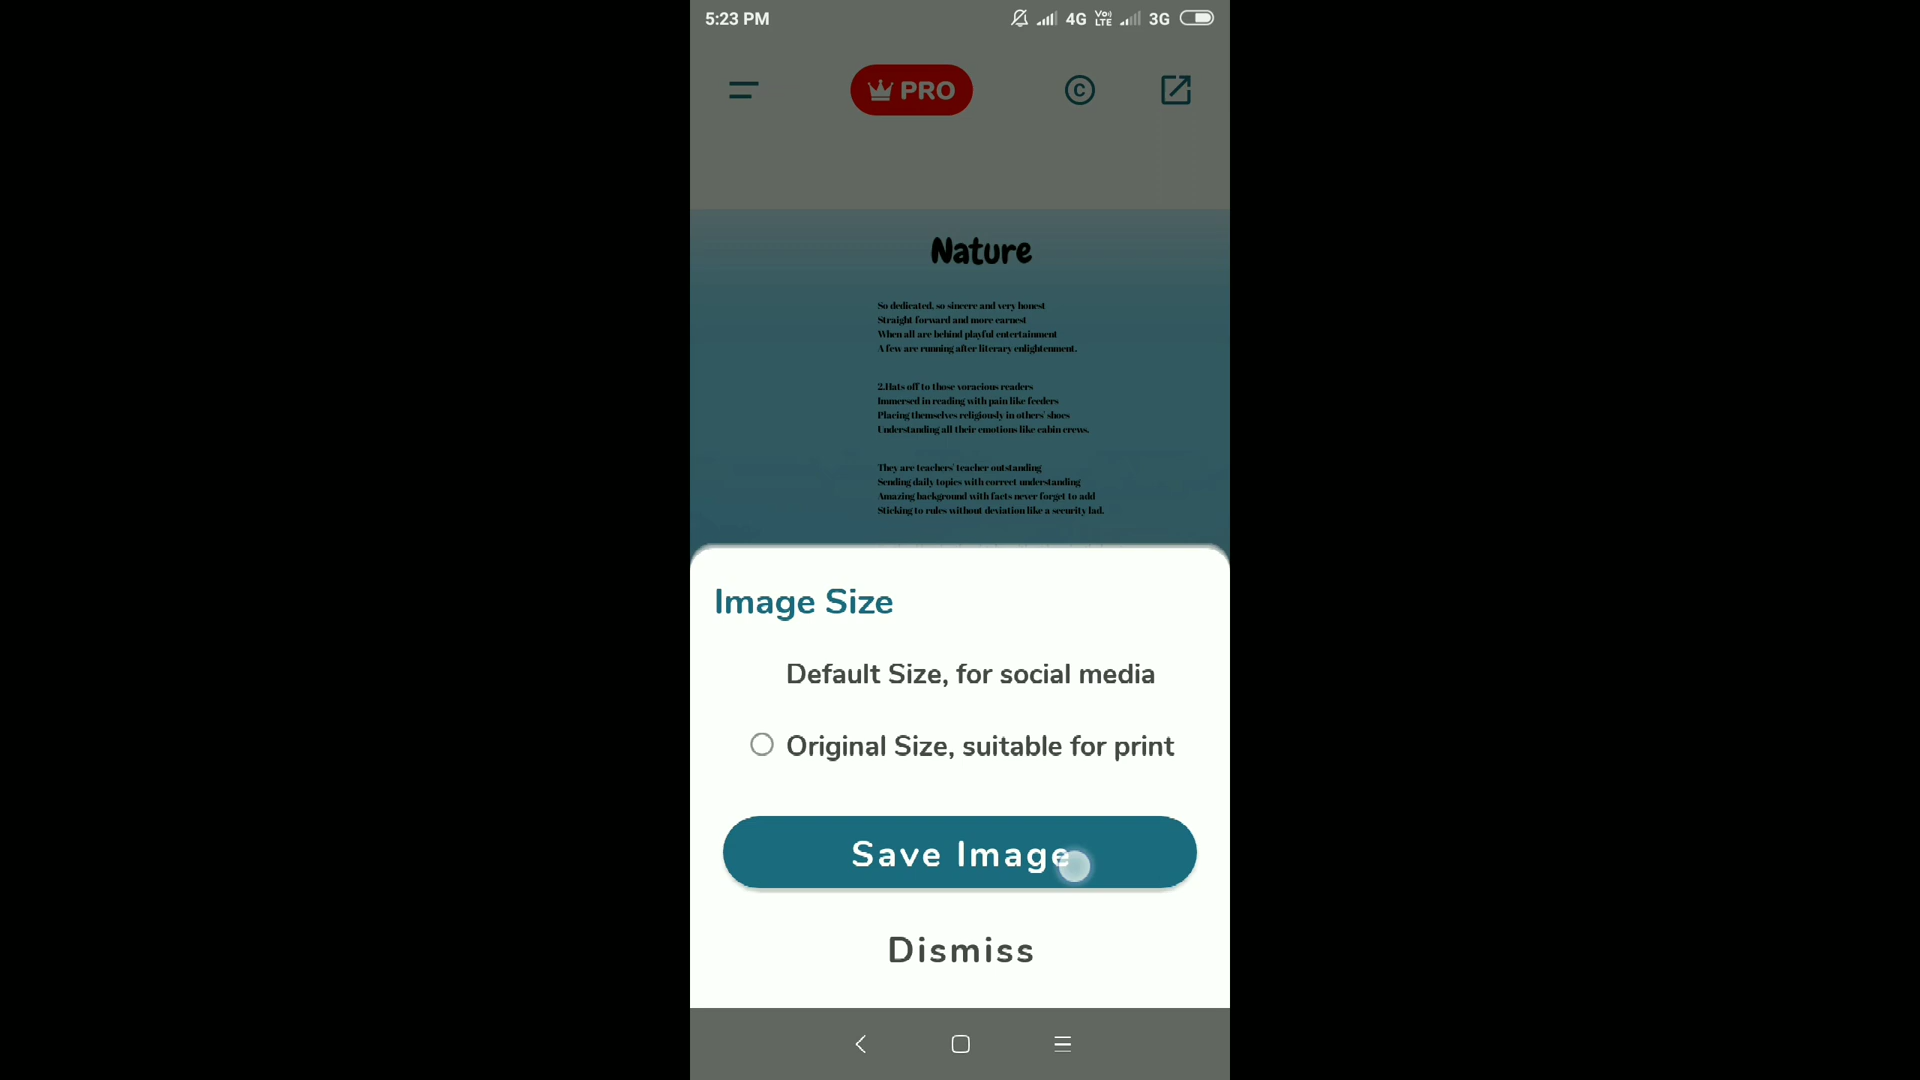 5:23 PM
4G
Vo)
LTE
3G
PRO
C
Nature
So dedicated, so sincere and very honest
Straight forward and more earnest
When all are behind playful entertainment
A few are running after literary enlightenment.
2.Hats off to those voracious readers
Immersed in reading with pain like feeders
Placing themselves religiously in others' shoes
Understanding all their emotions like cabin crews.
They are teachers' teacher outstanding
Sending daily topics with correct understanding
Amazing background with facts never forget to add
Sticking to rules without deviation like a security lad.
Image Size
Default Size, for social media
Original Size, suitable for print
Save Image
Dismiss